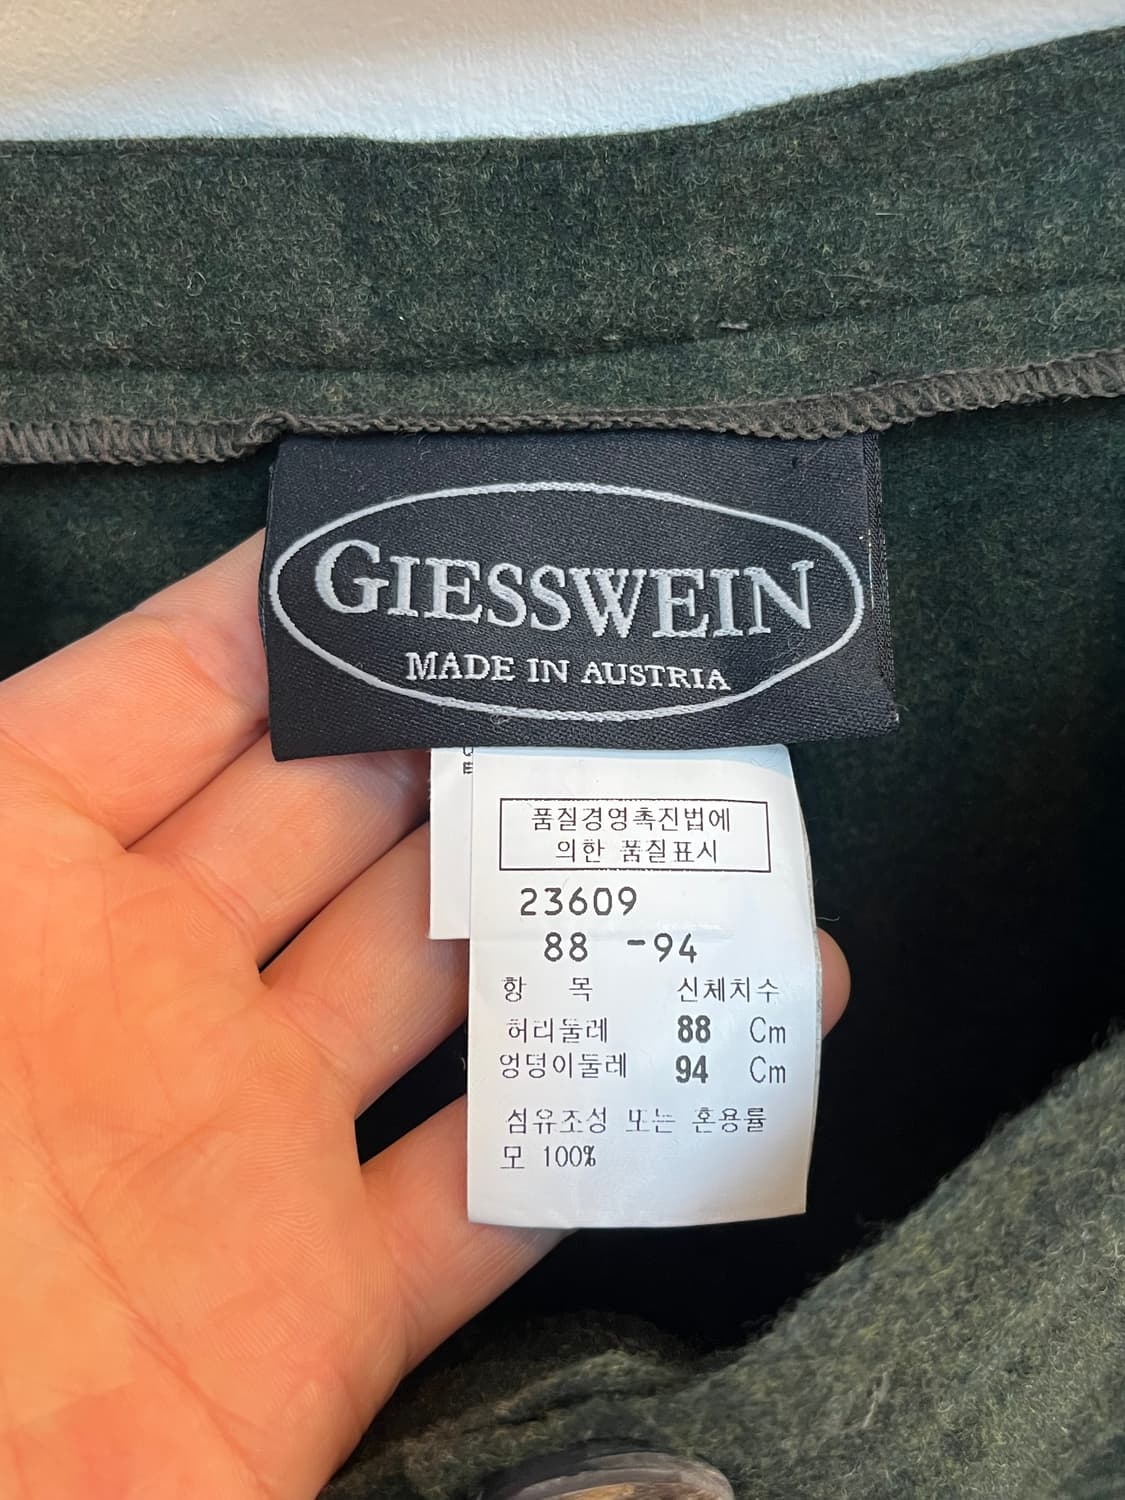 GIESSWEIN
MADE IN AUSTRIA
품질경영촉진법에
의한 품질표시
23609
88 -94
항 목 신체치수
허리둘레 88 Cm
엉덩이둘레 94 Cm
섬유조성 또는 혼용률
모 100%